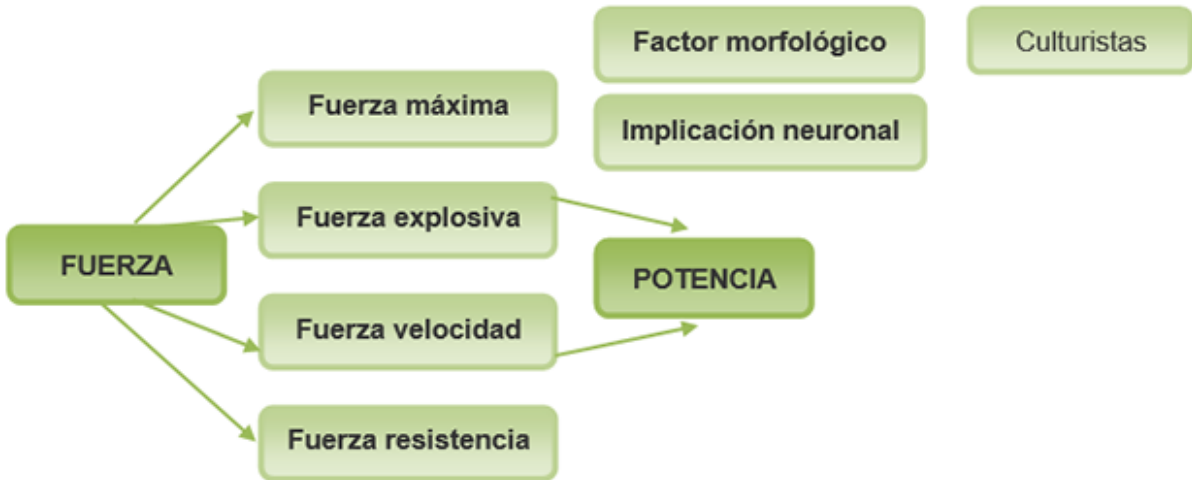 Factor morfológico
Culturistas
Fuerza máxima
Implicación neuronal
Fuerza explosiva
FUERZA
POTENCIA
Fuerza velocidad
Fuerza resistencia